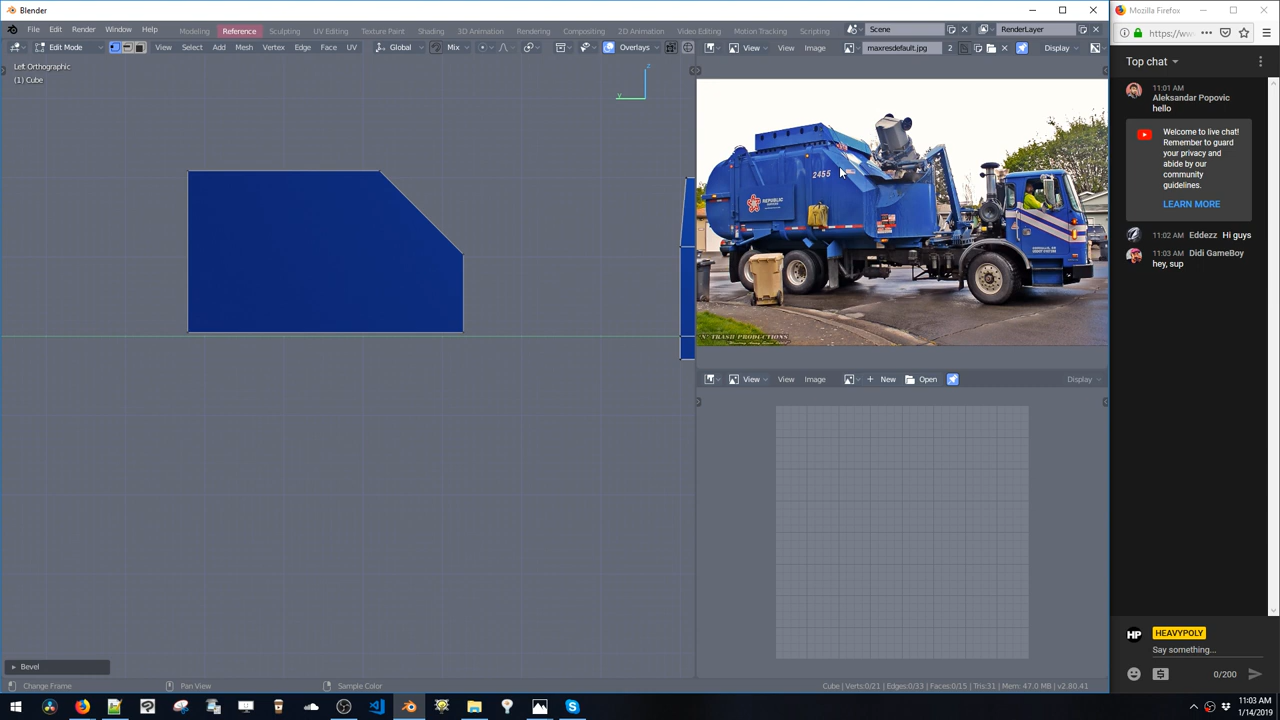 Blender
Mozilla Firefox
File Edit Render Window Help
Modeling Reference Sculpting UV Editing Texture Paint Shading Rendering Compositing 2D Animation 3D Animation Video Editing Motion Tracking Scripting
Scene
RenderLayer
https://ww
Edit Mode
View Select Add Mesh Vertex Edge Face UV
Global
Mix
Overlays
View View Image
maxresdefault.jpg
2
Display
Left Orthographic
(1) Cube
z
Y
2455
REPUBLIC
N' TRASH PRODUCTIONS
View View Image
New
Open
Display
Bevel
Change Frame
Pan View
Sample Color
Cube | Verts:0/21 | Edges:0/33 | Faces:0/15 | Tris:31 | Mem: 47.0 MB | v2.80.41
Top chat
11:01 AM
Aleksandar Popovic
hello
Welcome to live chat!
Remember to guard
your privacy and
abide by our
community
guidelines.
LEARN MORE
11:02 AM Eddezz Hi guys
11:03 AM Didi GameBoy
hey, sup
HP
HEAVYPOLY
Say something...
0/200
11:03 AM
1/14/2019